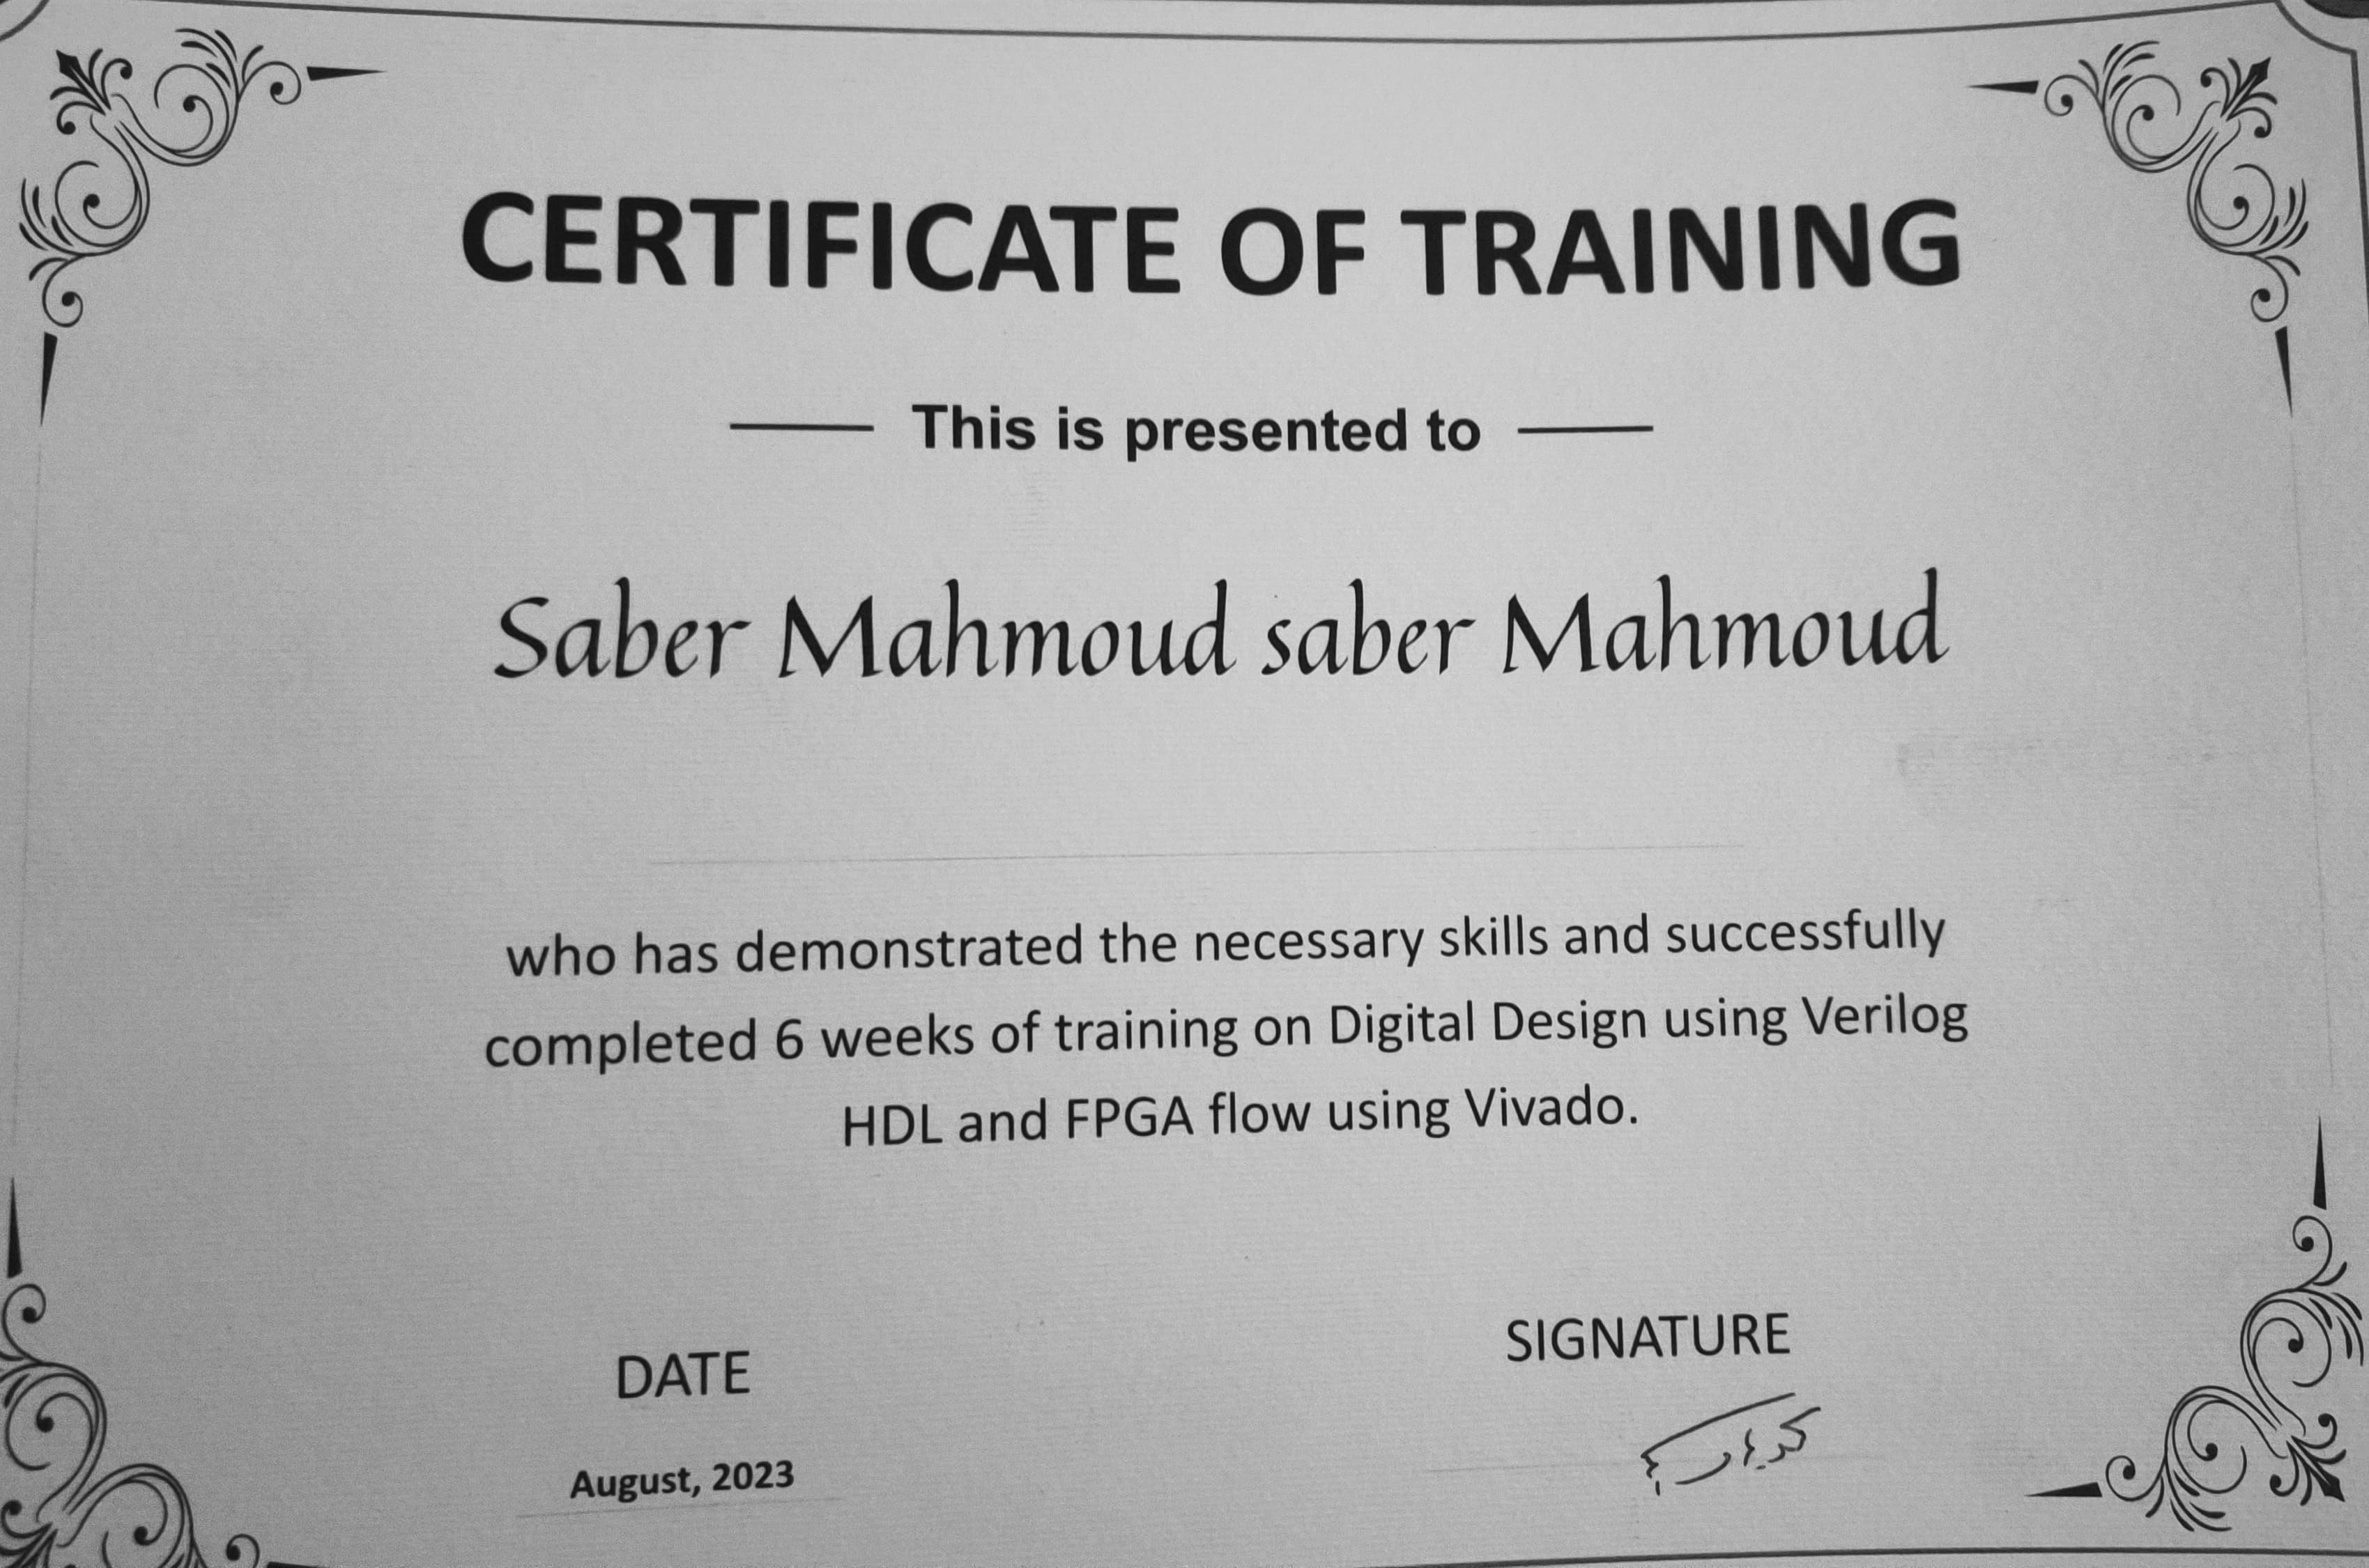 CERTIFICATE OF TRAINING
This is presented to
Saber Mahmoud saber Mahmoud
who has demonstrated the necessary skills and successfully
completed 6 weeks of training on Digital Design using Verilog
HDL and FPGA flow using Vivado.
SIGNATURE
DATE
August, 2023